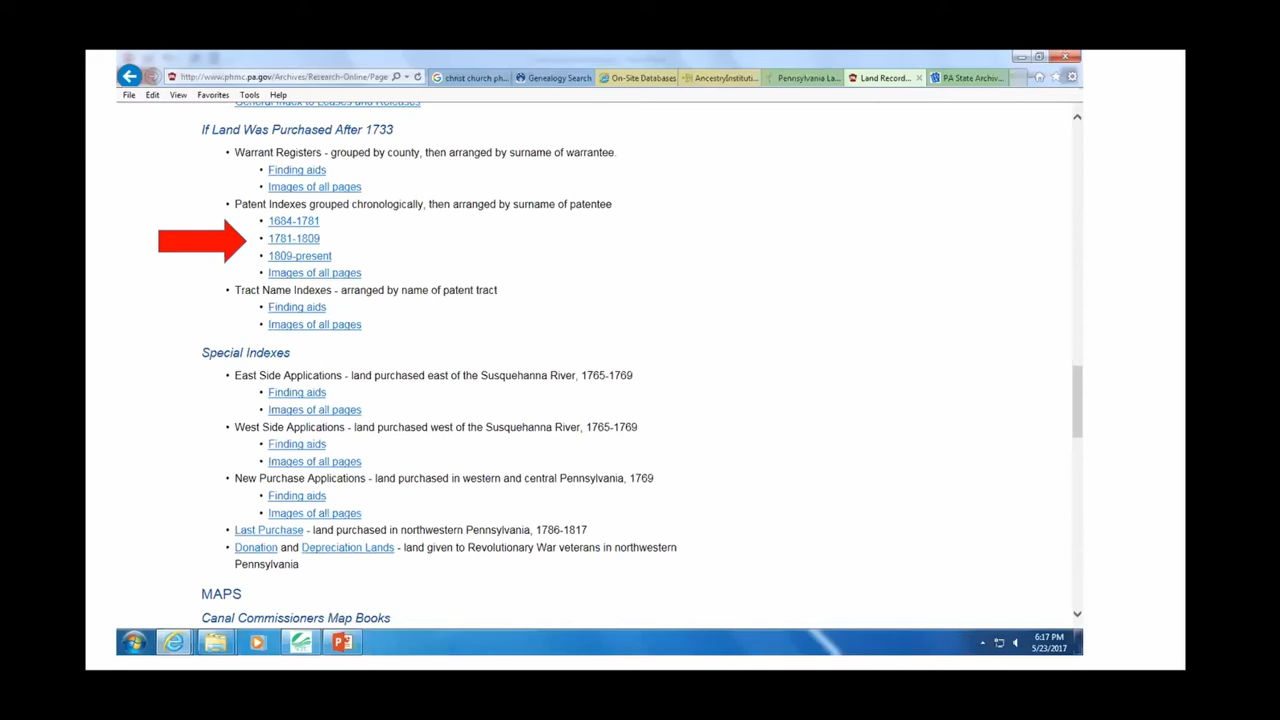 http://www.phmc.pa.gov/Archives/Research-Online/Page
christ church ph...
Genealogy Search
On-Site Databases
AncestryInstituti...
Pennsylvania La...
Land Record...
PA State Archiv...
File Edit View Favorites Tools Help
General Index to Leases and Releases
If Land Was Purchased After 1733
• Warrant Registers - grouped by county, then arranged by surname of warrantee.
• Finding aids
• Images of all pages
• Patent Indexes grouped chronologically, then arranged by surname of patentee
• 1684-1781
• 1781-1809
• 1809-present
• Images of all pages
• Tract Name Indexes - arranged by name of patent tract
• Finding aids
• Images of all pages
Special Indexes
• East Side Applications - land purchased east of the Susquehanna River, 1765-1769
• Finding aids
• Images of all pages
• West Side Applications - land purchased west of the Susquehanna River, 1765-1769
• Finding aids
• Images of all pages
• New Purchase Applications - land purchased in western and central Pennsylvania, 1769
• Finding aids
• Images of all pages
• Last Purchase - land purchased in northwestern Pennsylvania, 1786-1817
• Donation and Depreciation Lands - land given to Revolutionary War veterans in northwestern
Pennsylvania
MAPS
Canal Commissioners Map Books
6:17 PM
5/23/2017